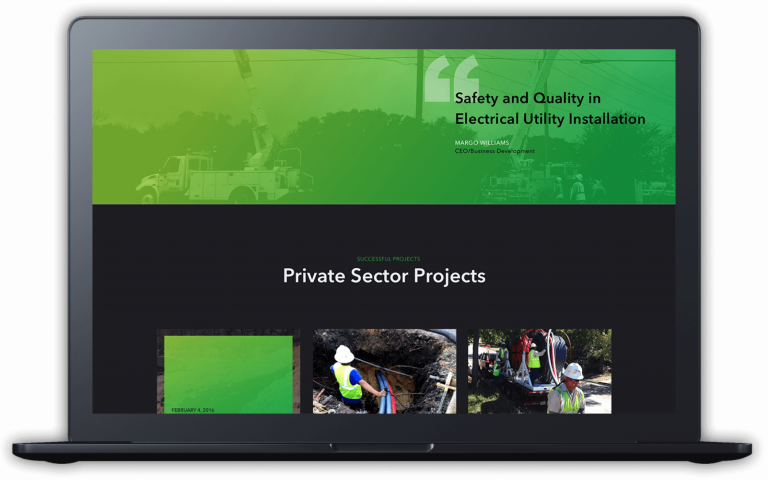 Safety and Quality in
Electrical Utility Installation
MARGO WILLIAMS
CEO/Business Development
SUCCESSFUL PROJECTS
Private Sector Projects
FEBRUARY 4, 2016